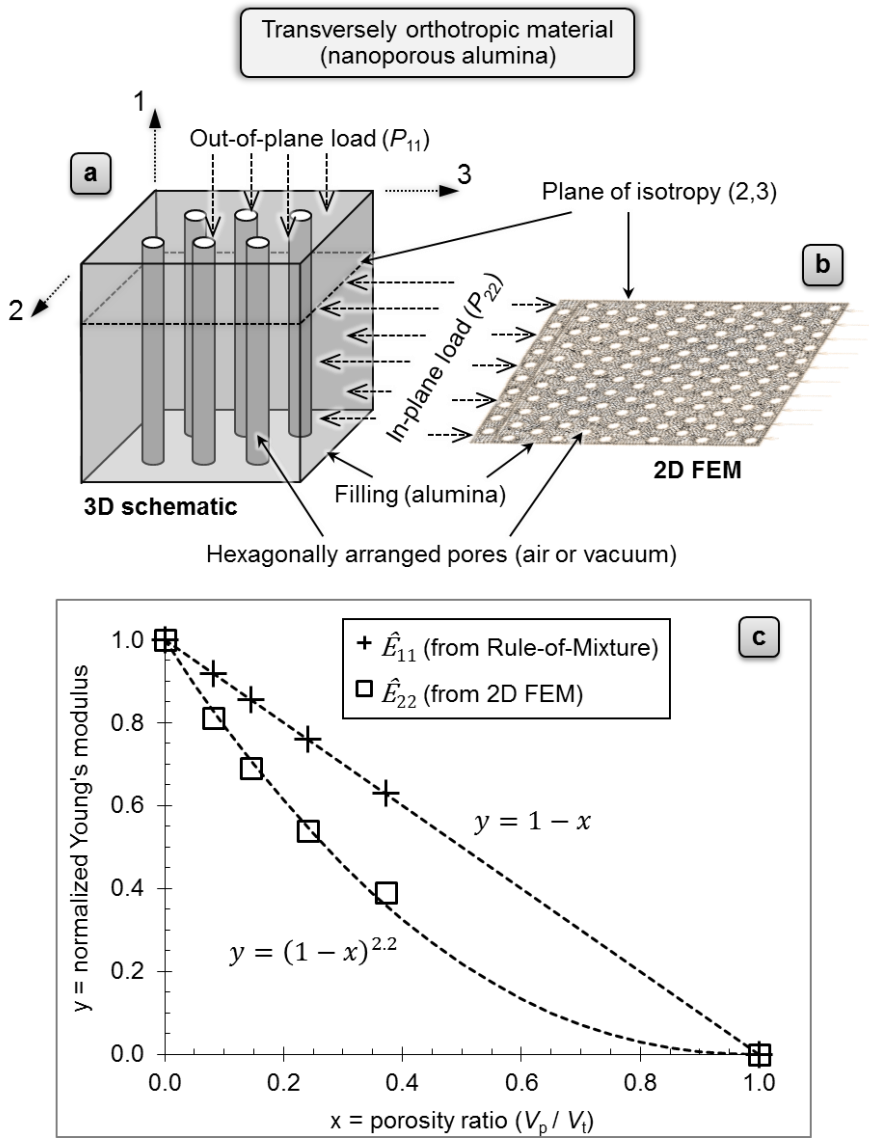 Transversely orthotropic material
(nanoporous alumina)
1
Out-of-plane load (P₁₁)
a
3
Plane of isotropy (2,3)
b
2
In-plane load (P₂₂)
Filling (alumina)
2D FEM
3D schematic
Hexagonally arranged pores (air or vacuum)
c
Ê₁₁ (from Rule-of-Mixture)
Ê₂₂ (from 2D FEM)
y = normalized Young's modulus
1.0
0.8
0.6
0.4
0.2
0.0
y = 1 − x
y = (1 − x)²·²
0.0 0.2 0.4 0.6 0.8 1.0
x = porosity ratio (Vₚ / Vₜ)